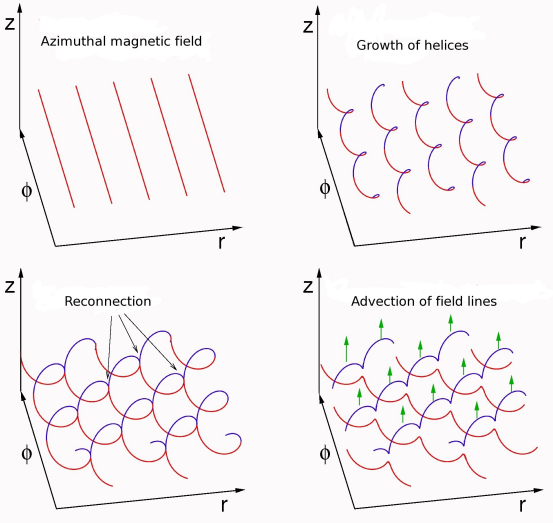 z
Azimuthal magnetic field
ϕ
r
z
Growth of helices
ϕ
r
z
Reconnection
ϕ
r
z
Advection of field lines
ϕ
r